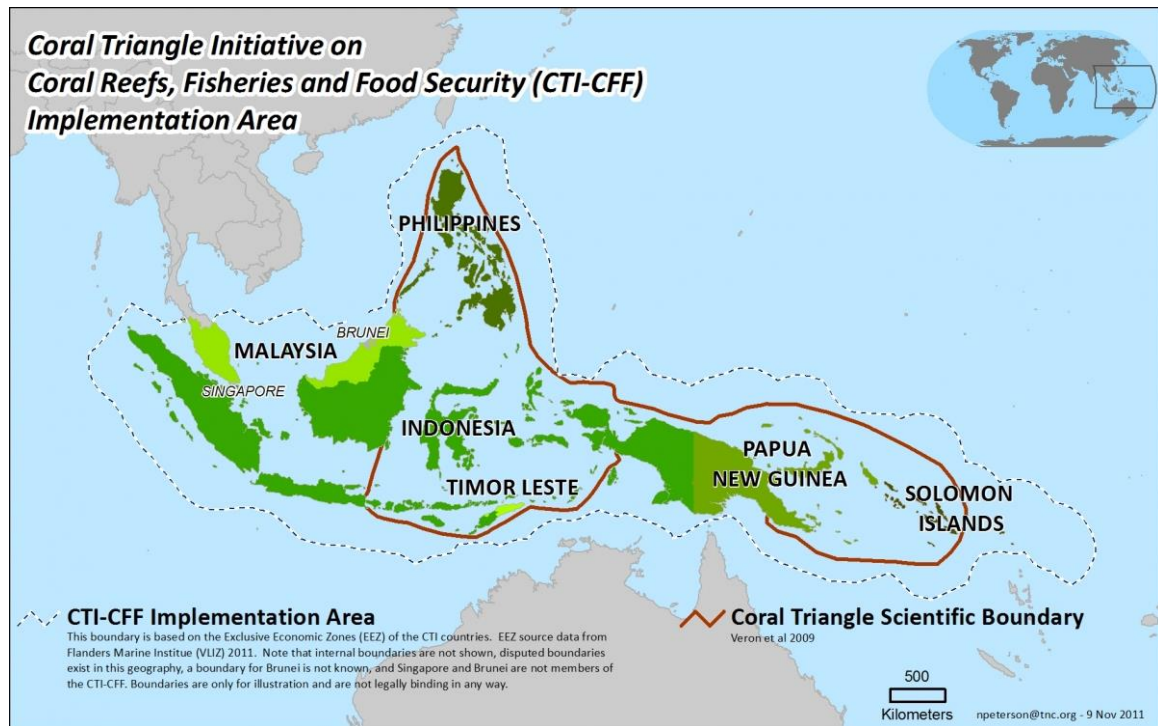 Coral Triangle Initiative on
Coral Reefs, Fisheries and Food Security (CTI-CFF)
Implementation Area
PHILIPPINES
BRUNEI
MALAYSIA
SINGAPORE
INDONESIA
PAPUA
NEW GUINEA
TIMOR LESTE
SOLOMON
ISLANDS
CTI-CFF Implementation Area
This boundary is based on the Exclusive Economic Zones (EEZ) of the CTI countries. EEZ source data from
Flanders Marine Institue (VLIZ) 2011. Note that internal boundaries are not shown, disputed boundaries
exist in this geography, a boundary for Brunei is not known, and Singapore and Brunei are not members of
the CTI-CFF. Boundaries are only for illustration and are not legally binding in any way.
Coral Triangle Scientific Boundary
Veron et al 2009
500
Kilometers
npeterson@tnc.org - 9 Nov 2011